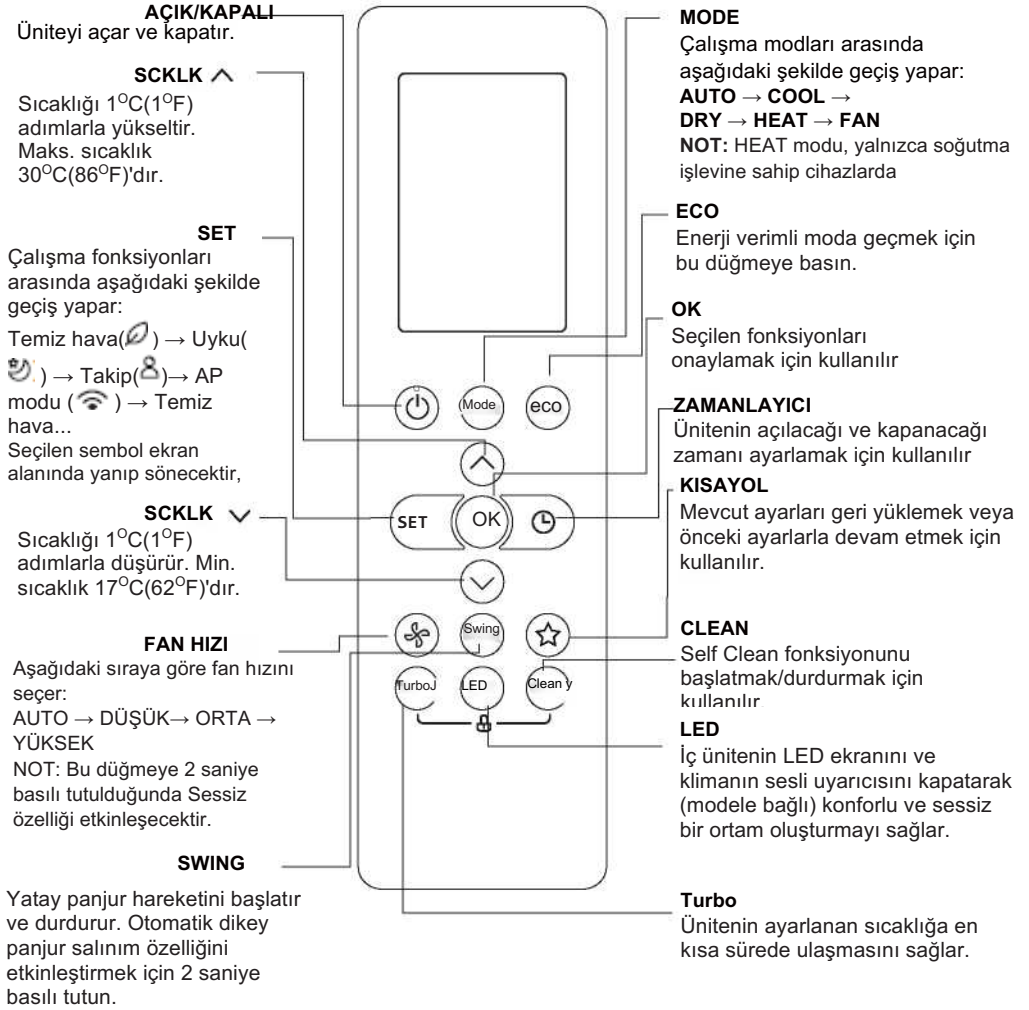 AÇIK/KAPALI
Üniteyi açar ve kapatır.
SCKLK
Sıcaklığı 1°C(1°F)
adımlarla yükseltir.
Maks. sıcaklık
30°C(86°F)'dır.
SET
Çalışma fonksiyonları
arasında aşağıdaki şekilde
geçiş yapar:
Temiz hava( ) → Uyku(
) → Takip( )→ AP
modu ( ) → Temiz
hava...
Seçilen sembol ekran
alanında yanıp sönecektir,
SCKLK
Sıcaklığı 1°C(1°F)
adımlarla düşürür. Min.
sıcaklık 17°C(62°F)'dır.
FAN HIZI
Aşağıdaki sıraya göre fan hızını
seçer:
AUTO → DÜŞÜK→ ORTA →
YÜKSEK
NOT: Bu düğmeye 2 saniye
basılı tutulduğunda Sessiz
özelliği etkinleşecektir.
SWING
Yatay panjur hareketini başlatır
ve durdurur. Otomatik dikey
panjur salınım özelliğini
etkinleştirmek için 2 saniye
basılı tutun.
Mode
eco
SET
OK
Swing
TurboJ
LED
Clean y
MODE
Çalışma modları arasında
aşağıdaki şekilde geçiş yapar:
AUTO → COOL →
DRY → HEAT → FAN
NOT: HEAT modu, yalnızca soğutma
işlevine sahip cihazlarda
ECO
Enerji verimli moda geçmek için
bu düğmeye basın.
OK
Seçilen fonksiyonları
onaylamak için kullanılır
ZAMANLAYICI
Ünitenin açılacağı ve kapanacağı
zamanı ayarlamak için kullanılır
KISAYOL
Mevcut ayarları geri yüklemek veya
önceki ayarlarla devam etmek için
kullanılır.
CLEAN
Self Clean fonksiyonunu
başlatmak/durdurmak için
kullanılır.
LED
İç ünitenin LED ekranını ve
klimanın sesli uyarıcısını kapatarak
(modele bağlı) konforlu ve sessiz
bir ortam oluşturmayı sağlar.
Turbo
Ünitenin ayarlanan sıcaklığa en
kısa sürede ulaşmasını sağlar.